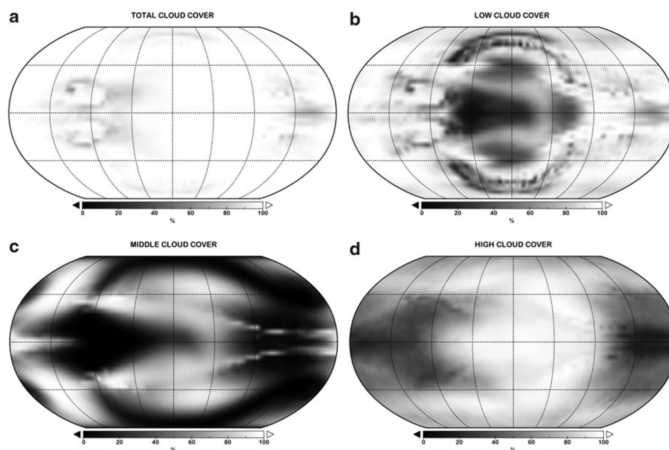 a
TOTAL CLOUD COVER
0 20 40 60 80 100
%
b
LOW CLOUD COVER
0 20 40 60 80 100
%
c
MIDDLE CLOUD COVER
0 20 40 60 80 100
%
d
HIGH CLOUD COVER
0 20 40 60 80 100
%